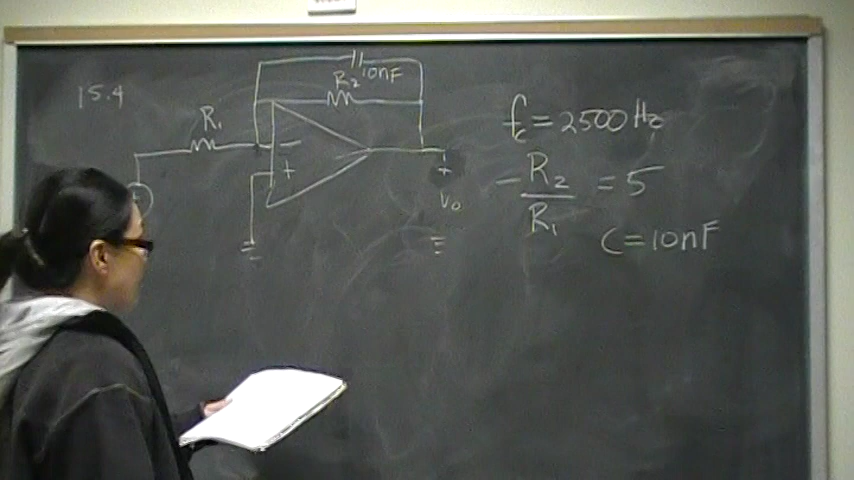 15.4
10nF
R2
R1
−
+
+
Vo
fc = 2500 Hz
− R2 / R1 = 5
C = 10nF